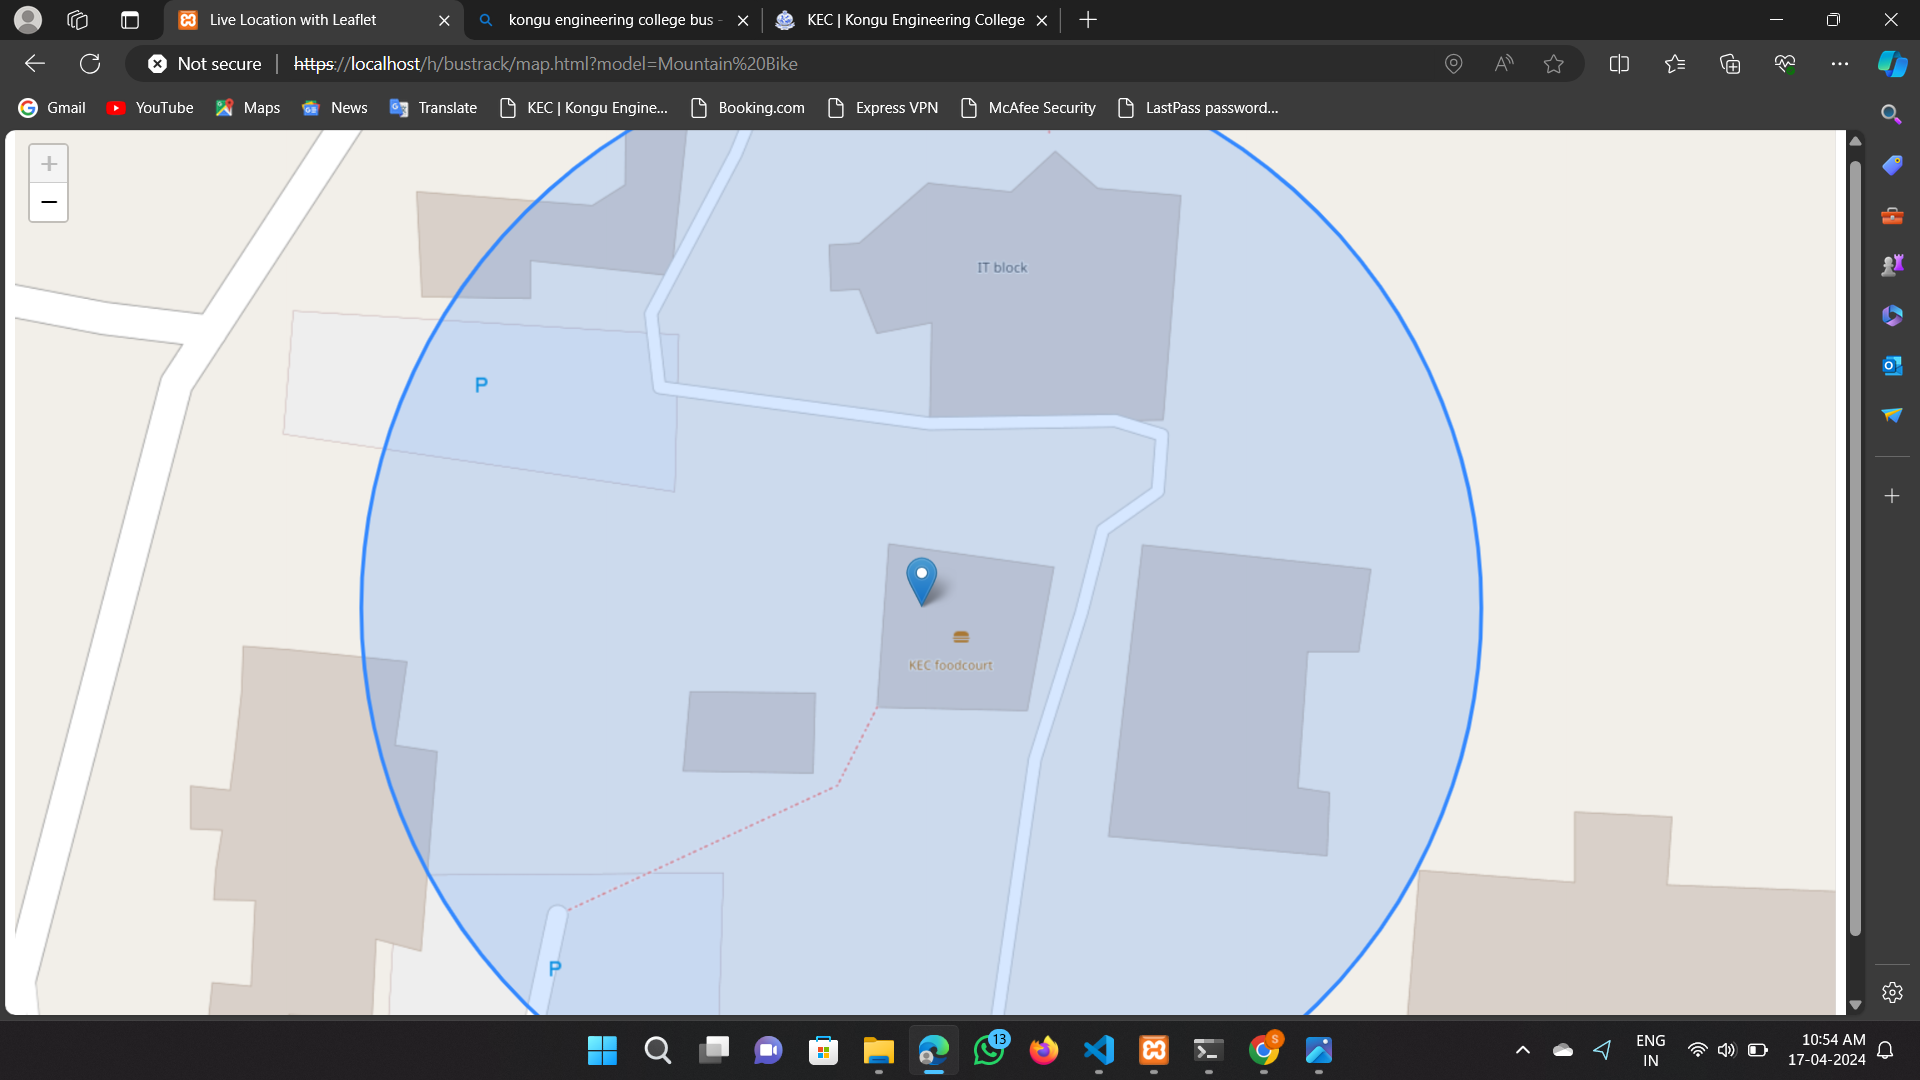 Live Location with Leaflet
kongu engineering college bus -
KEC | Kongu Engineering College
Not secure
https://localhost/h/bustrack/map.html?model=Mountain%20Bike
Gmail
YouTube
Maps
News
Translate
KEC | Kongu Engine...
Booking.com
Express VPN
McAfee Security
LastPass password...
+
−
IT block
P
KEC foodcourt
P
13
S
ENG
IN
10:54 AM
17-04-2024